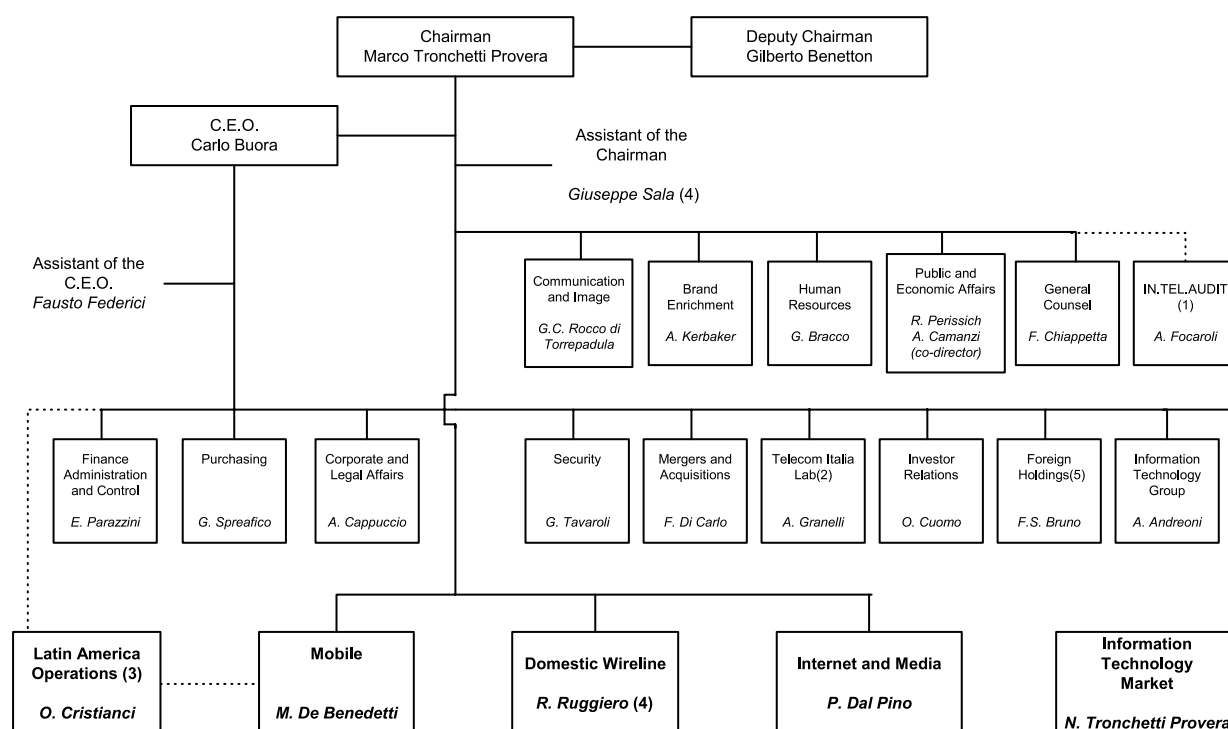 Chairman
Marco Tronchetti Provera
Deputy Chairman
Gilberto Benetton
C.E.O.
Carlo Buora
Assistant of the
Chairman
Giuseppe Sala (4)
Assistant of the
C.E.O.
Fausto Federici
Communication
and Image
G.C. Rocco di
Torrepadula
Brand
Enrichment
A. Kerbaker
Human
Resources
G. Bracco
Public and
Economic Affairs
R. Perissich
A. Camanzi
(co-director)
General
Counsel
F. Chiappetta
IN.TEL.AUDIT
(1)
A. Focaroli
Finance
Administration
and Control
E. Parazzini
Purchasing
G. Spreafico
Corporate and
Legal Affairs
A. Cappuccio
Security
G. Tavaroli
Mergers and
Acquisitions
F. Di Carlo
Telecom Italia
Lab(2)
A. Granelli
Investor
Relations
O. Cuomo
Foreign
Holdings(5)
F.S. Bruno
Information
Technology
Group
A. Andreoni
Latin America
Operations (3)
O. Cristianci
Mobile
M. De Benedetti
Domestic Wireline
R. Ruggiero (4)
Internet and Media
P. Dal Pino
Information
Technology
Market
N. Tronchetti Provera